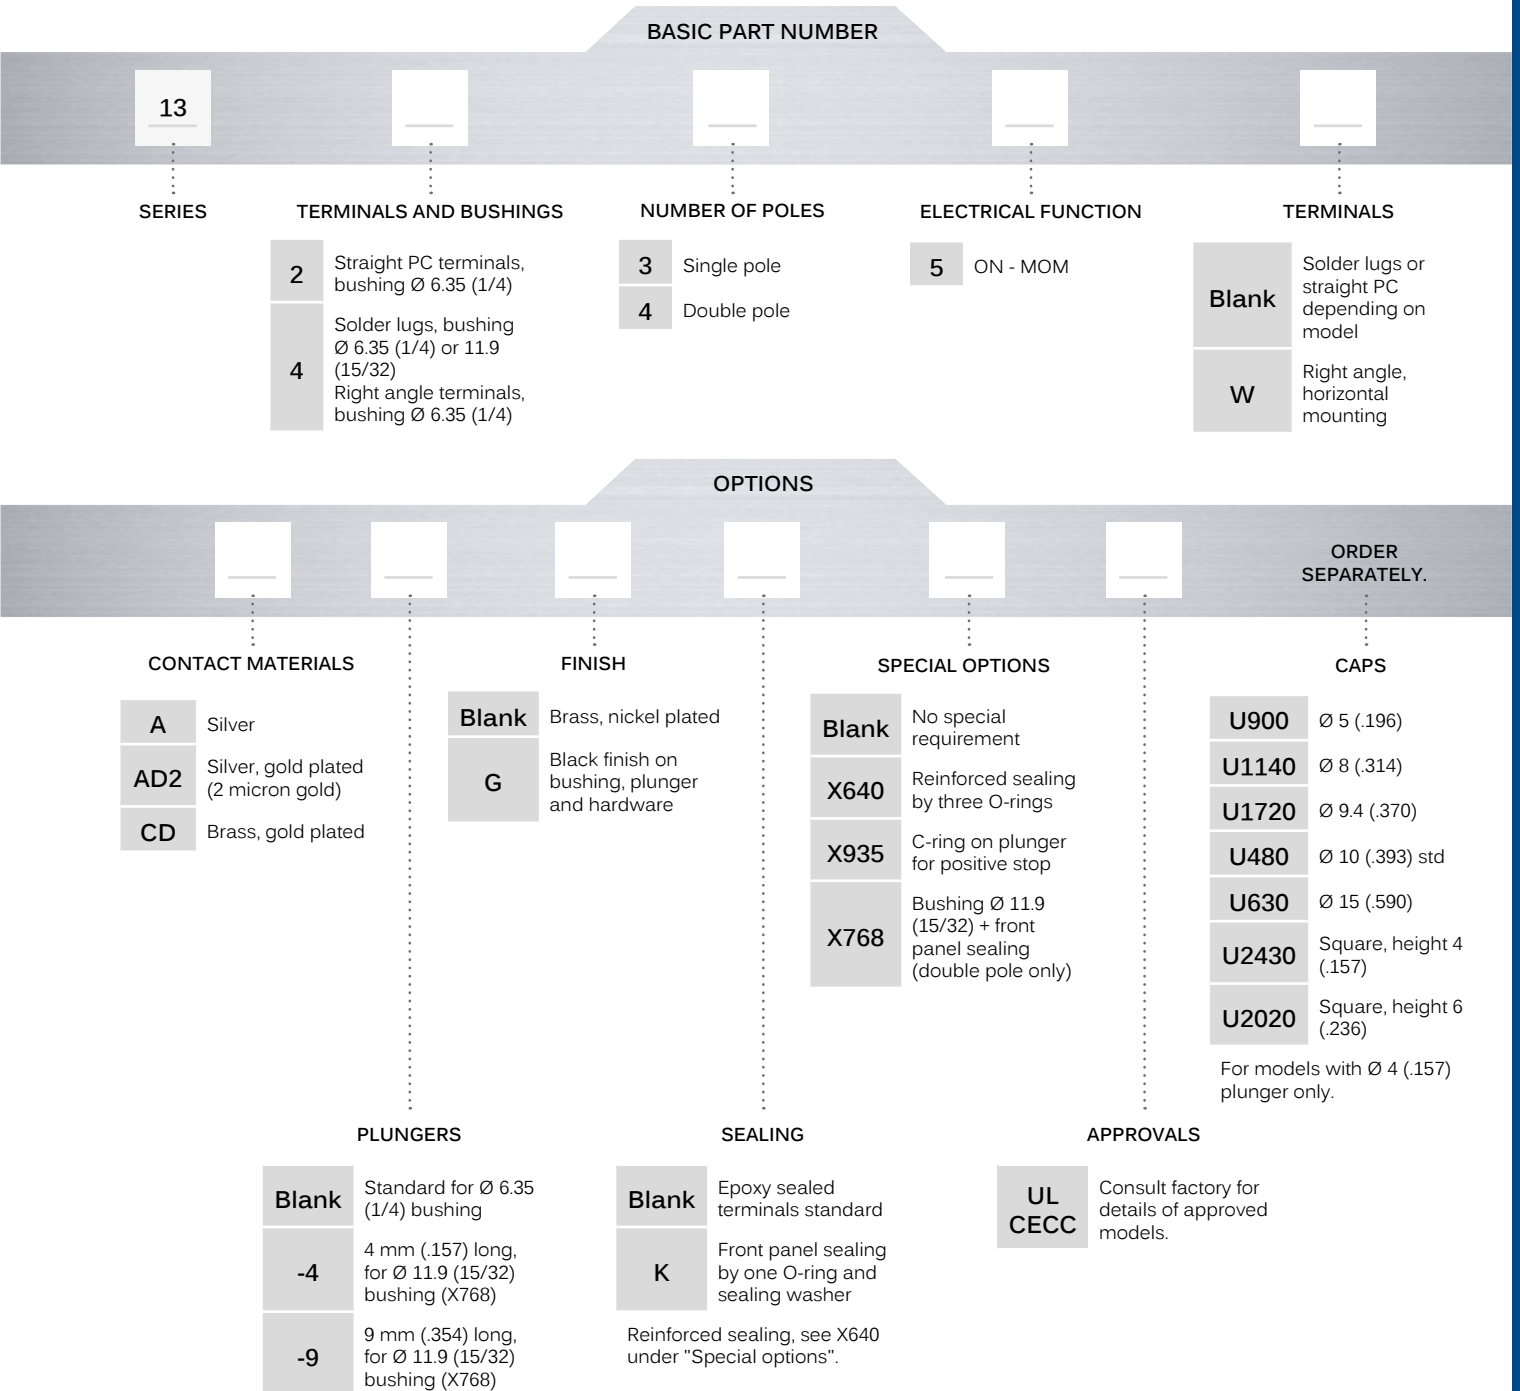 BASIC PART NUMBER
13
SERIES
TERMINALS AND BUSHINGS
2
Straight PC terminals,
bushing Ø 6.35 (1/4)
4
Solder lugs, bushing
Ø 6.35 (1/4) or 11.9
(15/32)
Right angle terminals,
bushing Ø 6.35 (1/4)
NUMBER OF POLES
3
Single pole
4
Double pole
ELECTRICAL FUNCTION
5
ON - MOM
TERMINALS
Blank
Solder lugs or
straight PC
depending on
model
W
Right angle,
horizontal
mounting
OPTIONS
ORDER
SEPARATELY.
CONTACT MATERIALS
A
Silver
AD2
Silver, gold plated
(2 micron gold)
CD
Brass, gold plated
FINISH
Blank
Brass, nickel plated
G
Black finish on
bushing, plunger
and hardware
SPECIAL OPTIONS
Blank
No special
requirement
X640
Reinforced sealing
by three O-rings
X935
C-ring on plunger
for positive stop
X768
Bushing Ø 11.9
(15/32) + front
panel sealing
(double pole only)
CAPS
U900
Ø 5 (.196)
U1140
Ø 8 (.314)
U1720
Ø 9.4 (.370)
U480
Ø 10 (.393) std
U630
Ø 15 (.590)
U2430
Square, height 4
(.157)
U2020
Square, height 6
(.236)
For models with Ø 4 (.157)
plunger only.
PLUNGERS
Blank
Standard for Ø 6.35
(1/4) bushing
-4
4 mm (.157) long,
for Ø 11.9 (15/32)
bushing (X768)
-9
9 mm (.354) long,
for Ø 11.9 (15/32)
bushing (X768)
SEALING
Blank
Epoxy sealed
terminals standard
K
Front panel sealing
by one O-ring and
sealing washer
Reinforced sealing, see X640
under "Special options".
APPROVALS
UL
CECC
Consult factory for
details of approved
models.